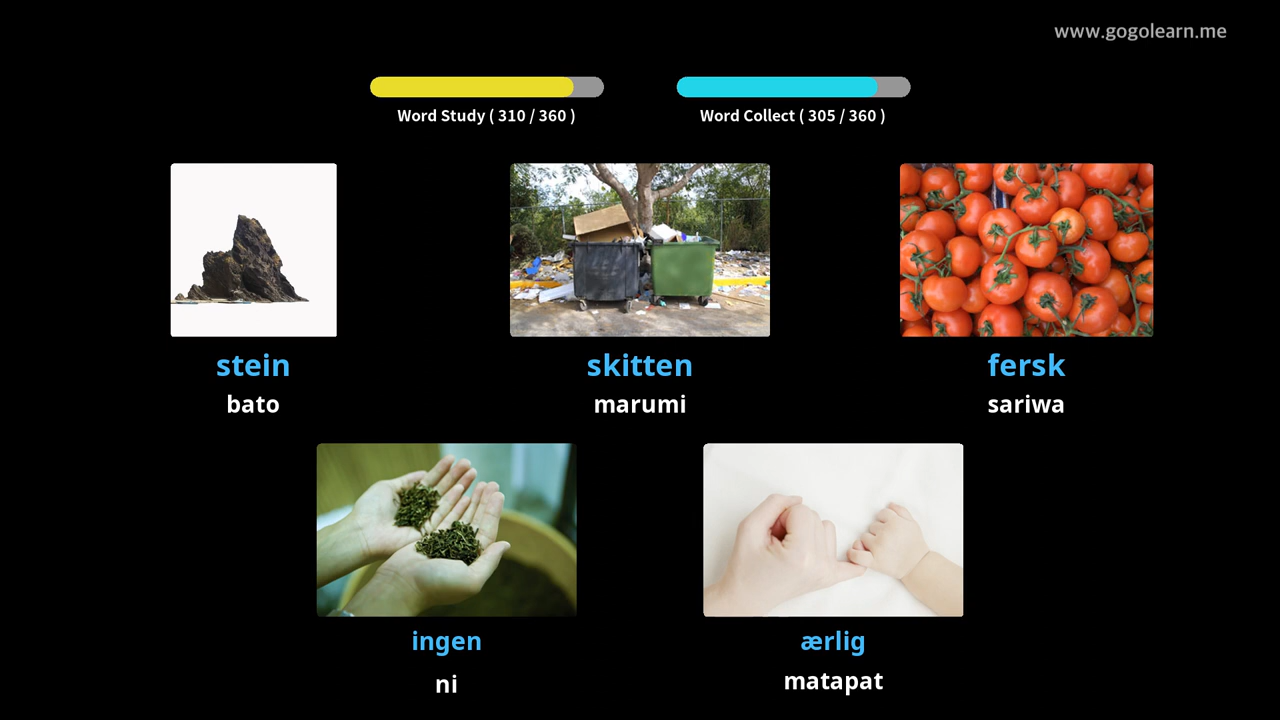 www.gogolearn.me
Word Study ( 310 / 360 )
Word Collect ( 305 / 360 )
stein
bato
skitten
marumi
fersk
sariwa
ingen
ni
ærlig
matapat